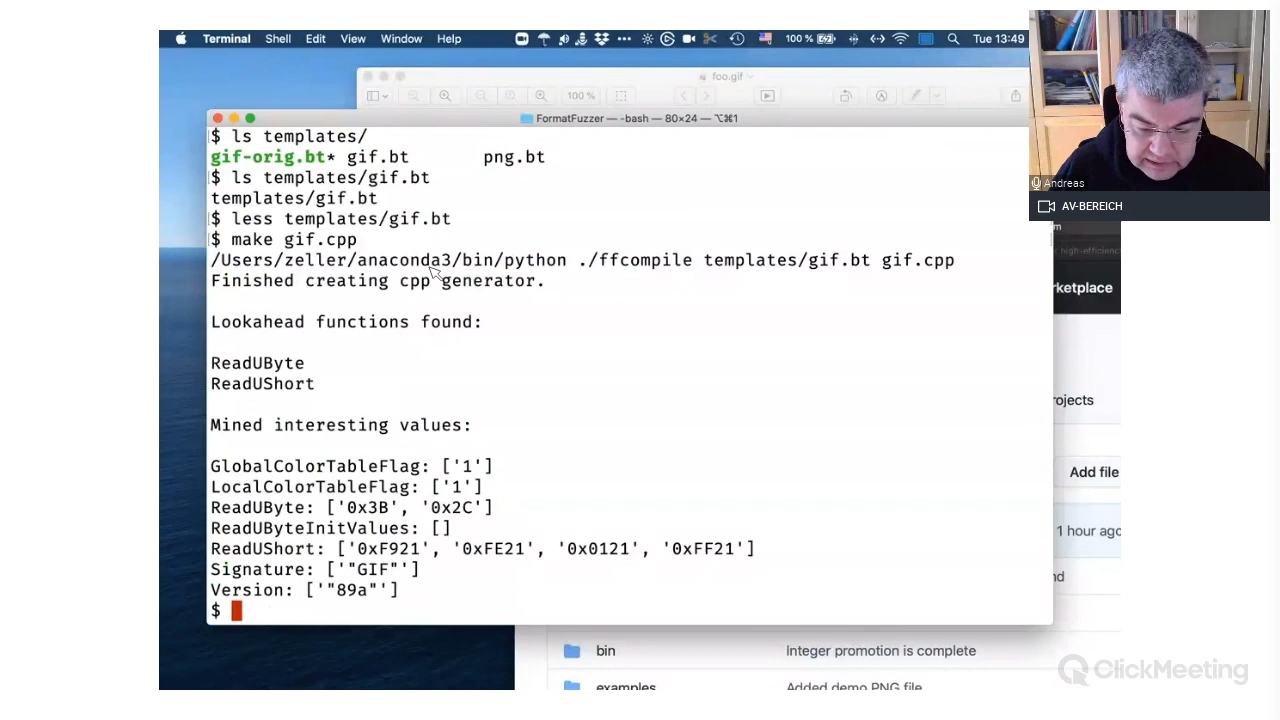 Terminal Shell Edit View Window Help 100 % Tue 13:49
foo.gif
100 %
FormatFuzzer — -bash — 80×24 — ⌥⌘1
$ ls templates/
gif-orig.bt* gif.bt png.bt
$ ls templates/gif.bt
templates/gif.bt
$ less templates/gif.bt
$ make gif.cpp
/Users/zeller/anaconda3/bin/python ./ffcompile templates/gif.bt gif.cpp
Finished creating cpp generator.
Lookahead functions found:
ReadUByte
ReadUShort
Mined interesting values:
GlobalColorTableFlag: ['1']
LocalColorTableFlag: ['1']
ReadUByte: ['0x3B', '0x2C']
ReadUByteInitValues: []
ReadUShort: ['0xF921', '0xFE21', '0x0121', '0xFF21']
Signature: ['"GIF"']
Version: ['"89a"']
$
Andreas
AV-BEREICH
high-efficienc
rketplace
rojects
Add file
1 hour ago
nd
bin Integer promotion is complete
examples Added demo PNG file
ClickMeeting